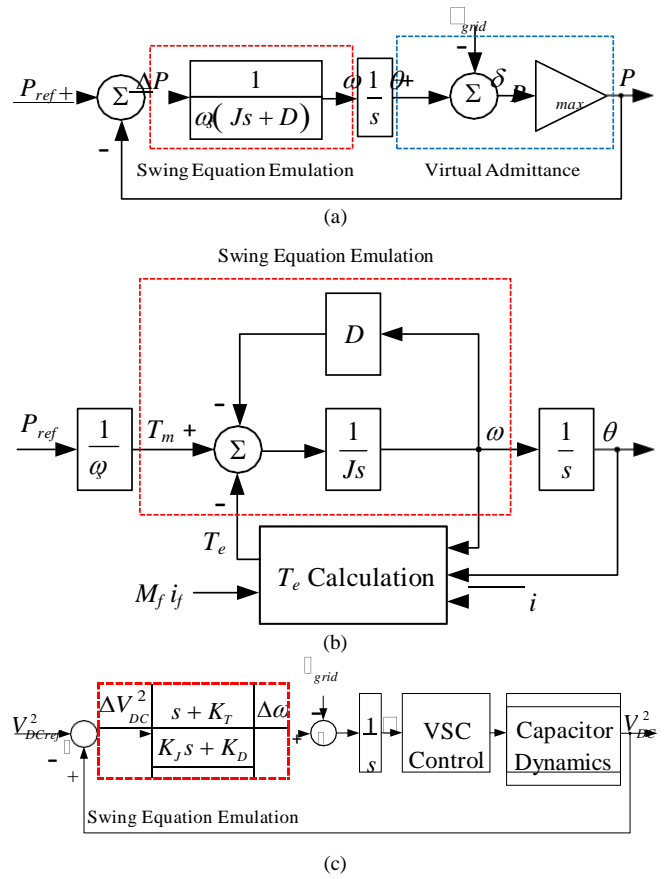 grid
P_ref + Σ ΔP 1 / ω_s( Js + D ) ω 1 / s θ + Σ δ P_max P
Swing Equation Emulation Virtual Admittance
(a)
Swing Equation Emulation
D
P_ref 1 / ω_s T_m + Σ 1 / Js ω 1 / s θ
T_e
T_e Calculation
M_f i_f i
(b)
grid
V²_DCref ΔV²_DC s + K_T / K_J s + K_D Δω + 1 / s VSC Control Capacitor Dynamics V²_DC
Swing Equation Emulation
(c)